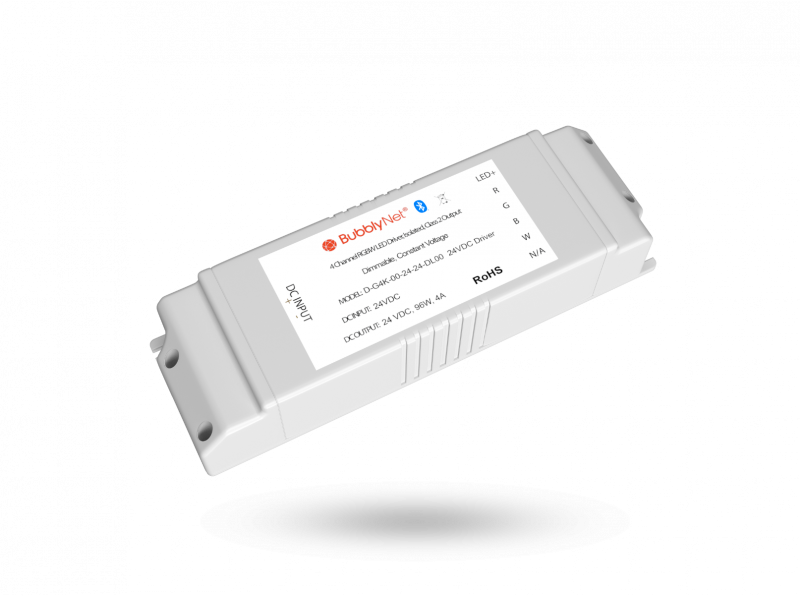 BubblyNet®
4 Channel RGBW LED Driver, Isolated, Class 2 Output
Dimmable. Constant Voltage
MODEL: D-G4K-00-24-24-DL00 24VDC Driver
DC INPUT: 24VDC
DC OUTPUT: 24 VDC, 96W, 4A
RoHS
DC INPUT
+
-
LED+
R
G
B
W
N/A